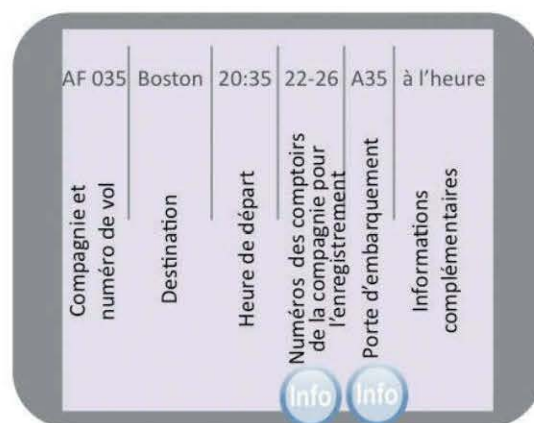 AF 035 Boston 20:35 22-26 A35 à l'heure
Compagnie et
numéro de vol
Destination
Heure de départ
Numéros des comptoirs
de la compagnie pour
l'enregistrement
Porte d'embarquement
Informations
complémentaires
Info
Info